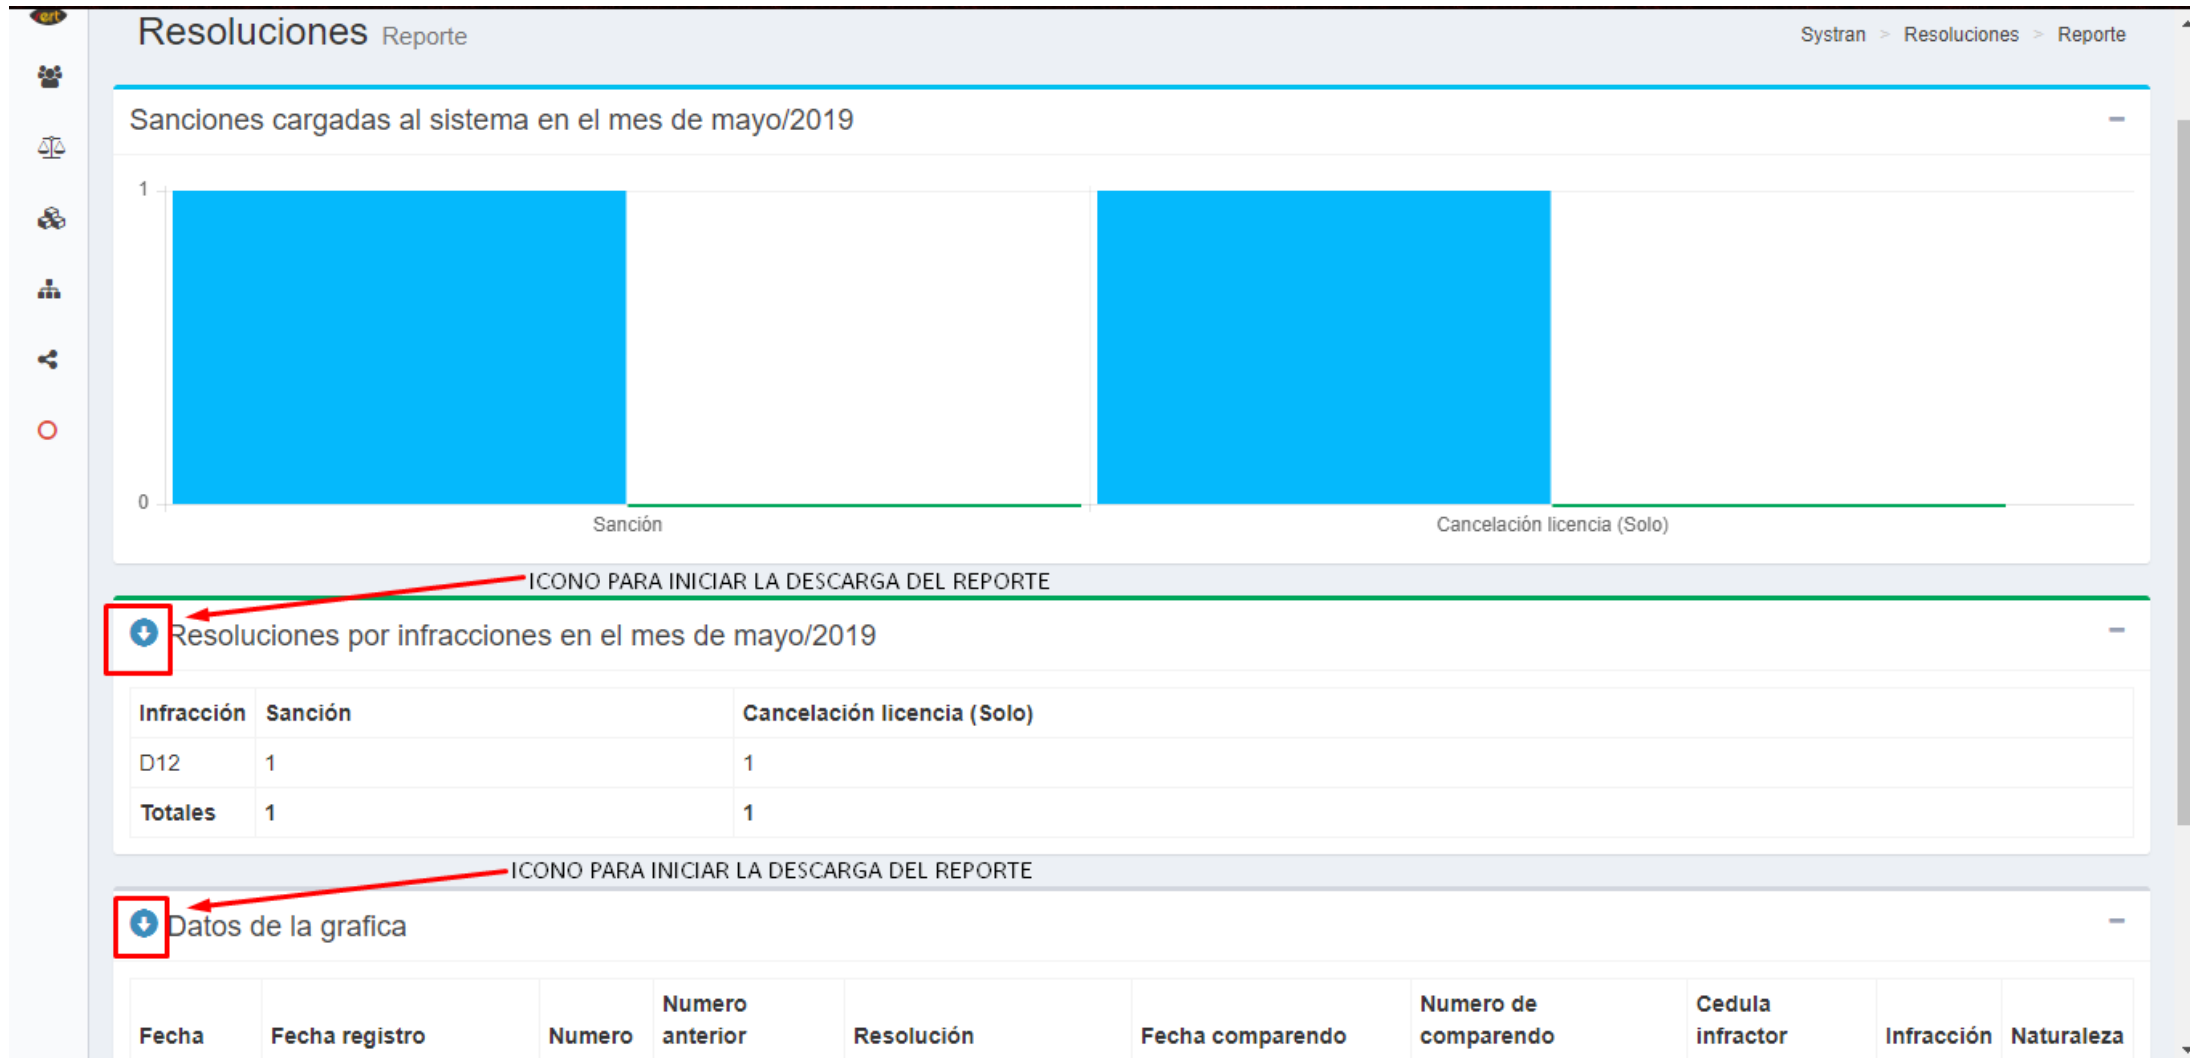 Resoluciones Reporte
Systran > Resoluciones > Reporte
Sanciones cargadas al sistema en el mes de mayo/2019
1
0
Sanción
Cancelación licencia (Solo)
ICONO PARA INICIAR LA DESCARGA DEL REPORTE
Resoluciones por infracciones en el mes de mayo/2019
Infracción Sanción Cancelación licencia (Solo)
D12 1 1
Totales 1 1
ICONO PARA INICIAR LA DESCARGA DEL REPORTE
Datos de la grafica
Fecha Fecha registro Numero Numero anterior Resolución Fecha comparendo Numero de comparendo Cedula infractor Infracción Naturaleza